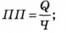 ПП = Q/Ч;